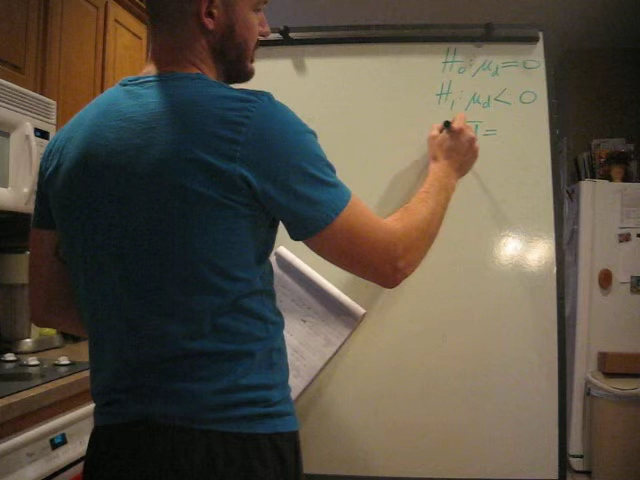 H₀: μd = 0
H₁: μd < 0
d̅ =